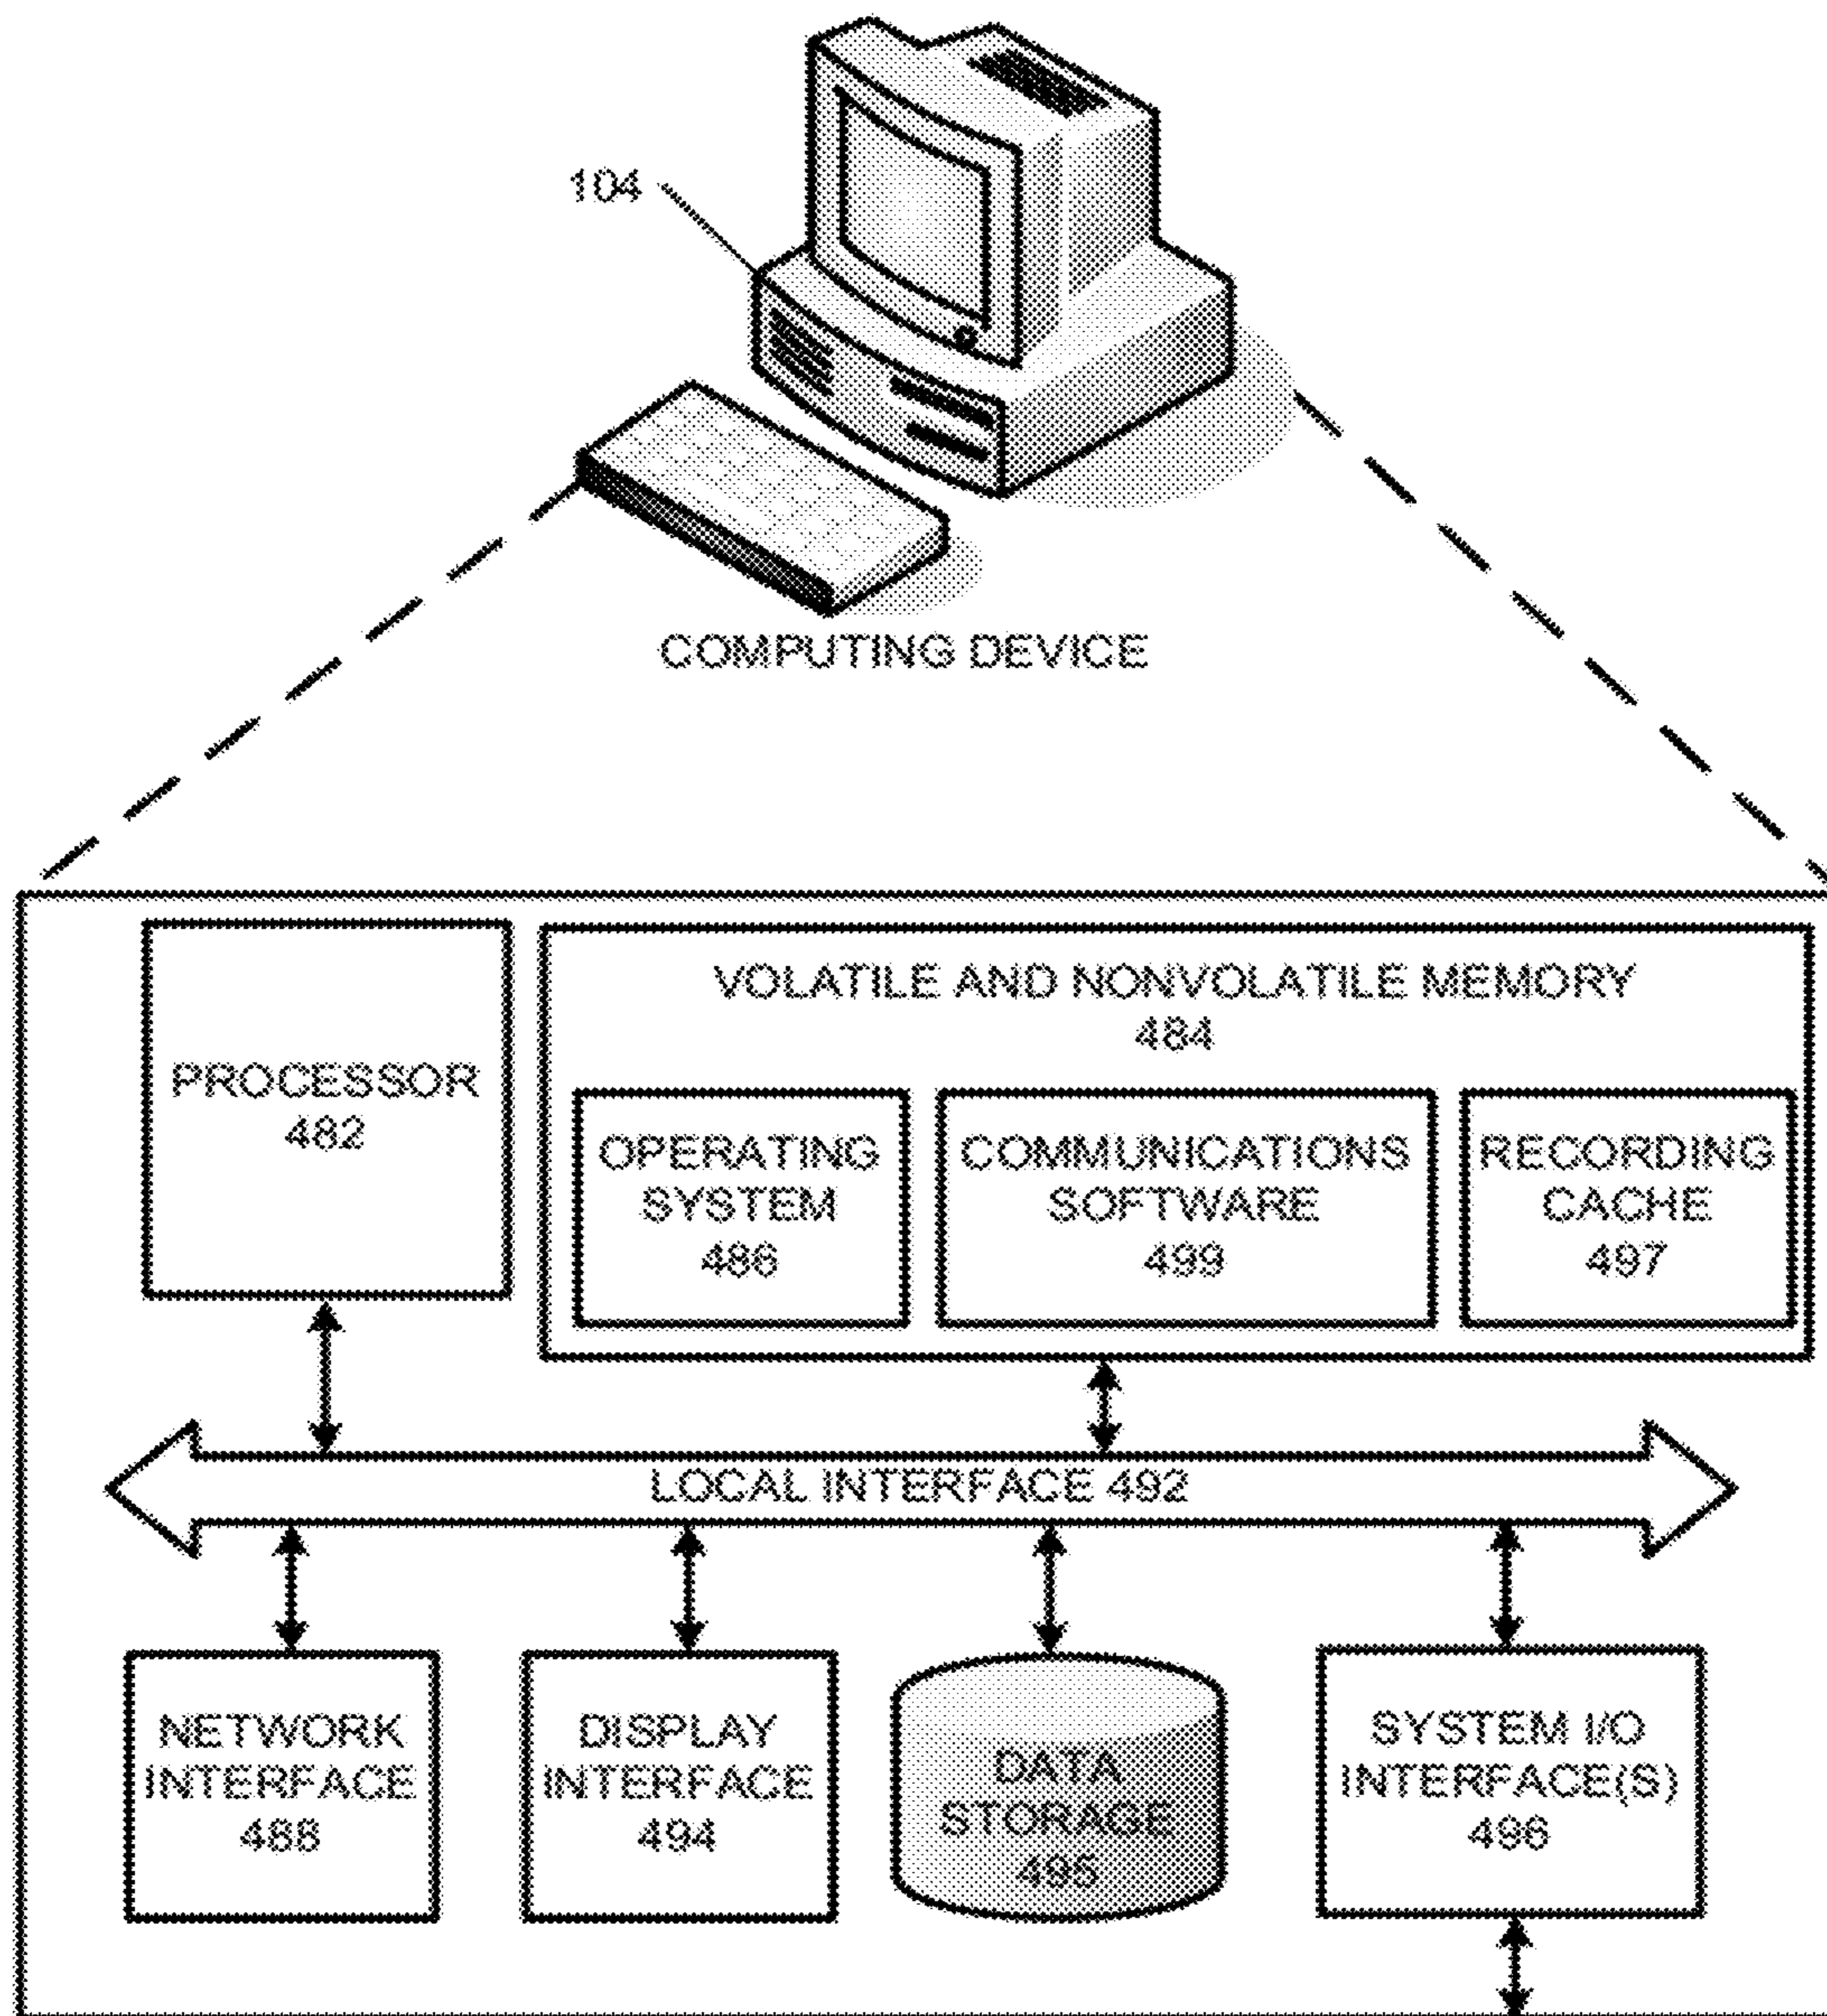 104
COMPUTING DEVICE
VOLATILE AND NONVOLATILE MEMORY
484
PROCESSOR
482
OPERATING
SYSTEM
486
COMMUNICATIONS
SOFTWARE
499
RECORDING
CACHE
497
LOCAL INTERFACE 492
NETWORK
INTERFACE
488
DISPLAY
INTERFACE
494
DATA
STORAGE
495
SYSTEM I/O
INTERFACE(S)
496